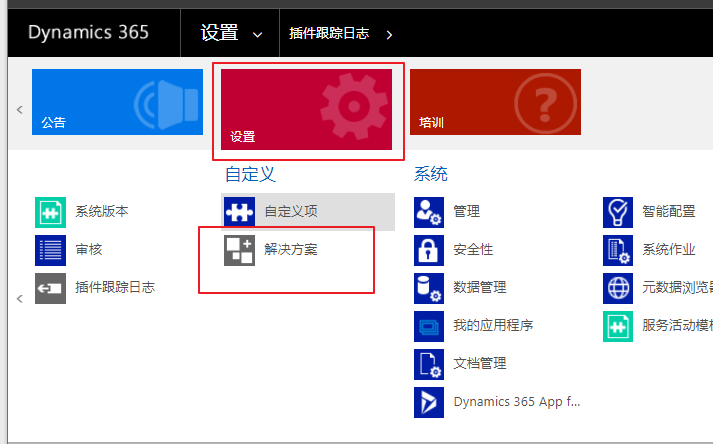 Dynamics 365 设置 插件跟踪日志
公告 设置 培训
自定义 系统
系统版本 自定义项 管理 智能配置
审核 解决方案 安全性 系统作业
插件跟踪日志 数据管理 元数据浏览器
我的应用程序 服务活动模
文档管理
Dynamics 365 App f...